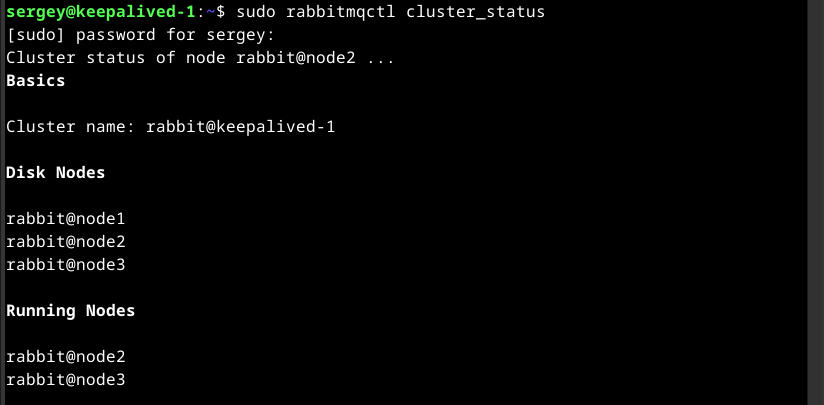 sergey@keepalived-1:~$ sudo rabbitmqctl cluster_status
[sudo] password for sergey:
Cluster status of node rabbit@node2 ...
Basics
Cluster name: rabbit@keepalived-1
Disk Nodes
rabbit@node1
rabbit@node2
rabbit@node3
Running Nodes
rabbit@node2
rabbit@node3